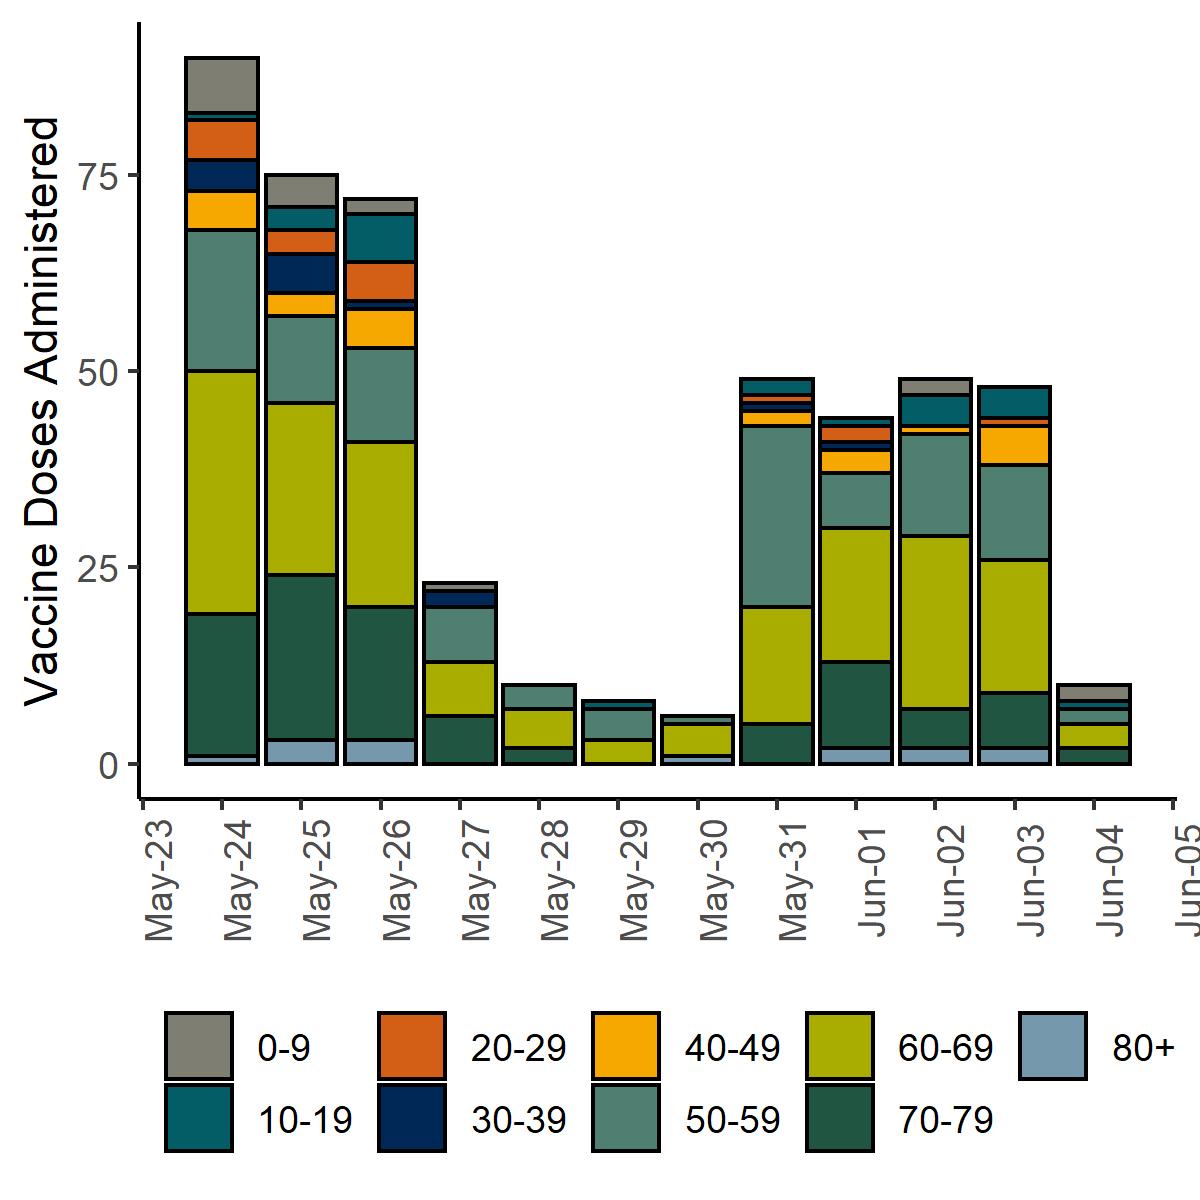 Vaccine Doses Administered
75
50
25
0
May-23
May-24
May-25
May-26
May-27
May-28
May-29
May-30
May-31
Jun-01
Jun-02
Jun-03
Jun-04
Jun-05
0-9
20-29
40-49
60-69
80+
10-19
30-39
50-59
70-79